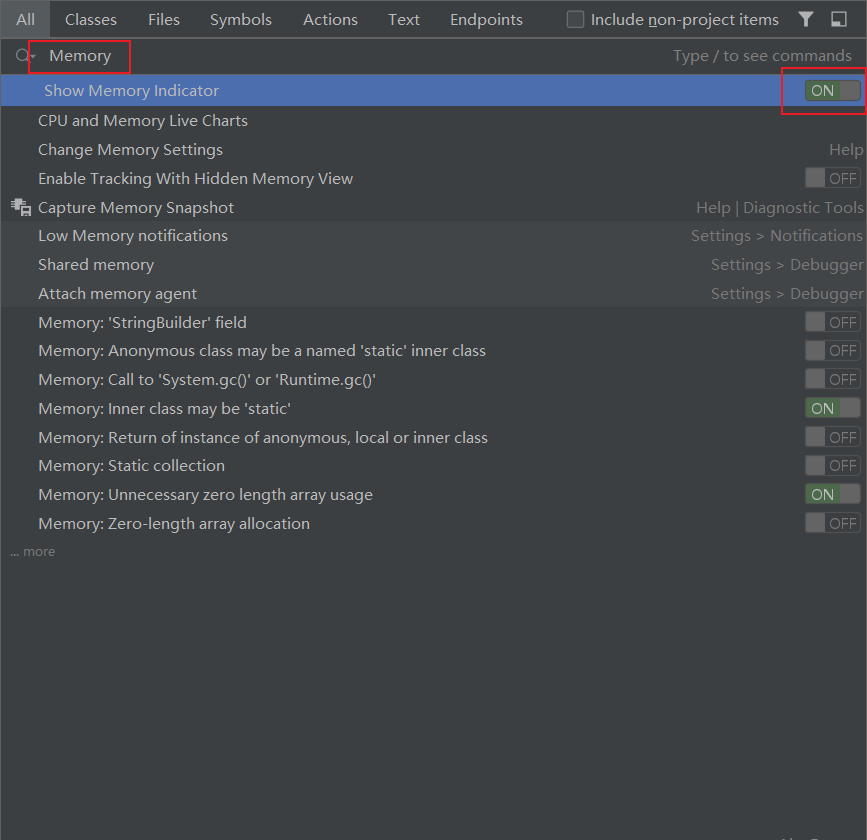 All Classes Files Symbols Actions Text Endpoints Include non-project items
Memory Type / to see commands
Show Memory Indicator ON
CPU and Memory Live Charts
Change Memory Settings Help
Enable Tracking With Hidden Memory View OFF
Capture Memory Snapshot Help | Diagnostic Tools
Low Memory notifications Settings > Notifications
Shared memory Settings > Debugger
Attach memory agent Settings > Debugger
Memory: 'StringBuilder' field OFF
Memory: Anonymous class may be a named 'static' inner class OFF
Memory: Call to 'System.gc()' or 'Runtime.gc()' OFF
Memory: Inner class may be 'static' ON
Memory: Return of instance of anonymous, local or inner class OFF
Memory: Static collection OFF
Memory: Unnecessary zero length array usage ON
Memory: Zero-length array allocation OFF
... more